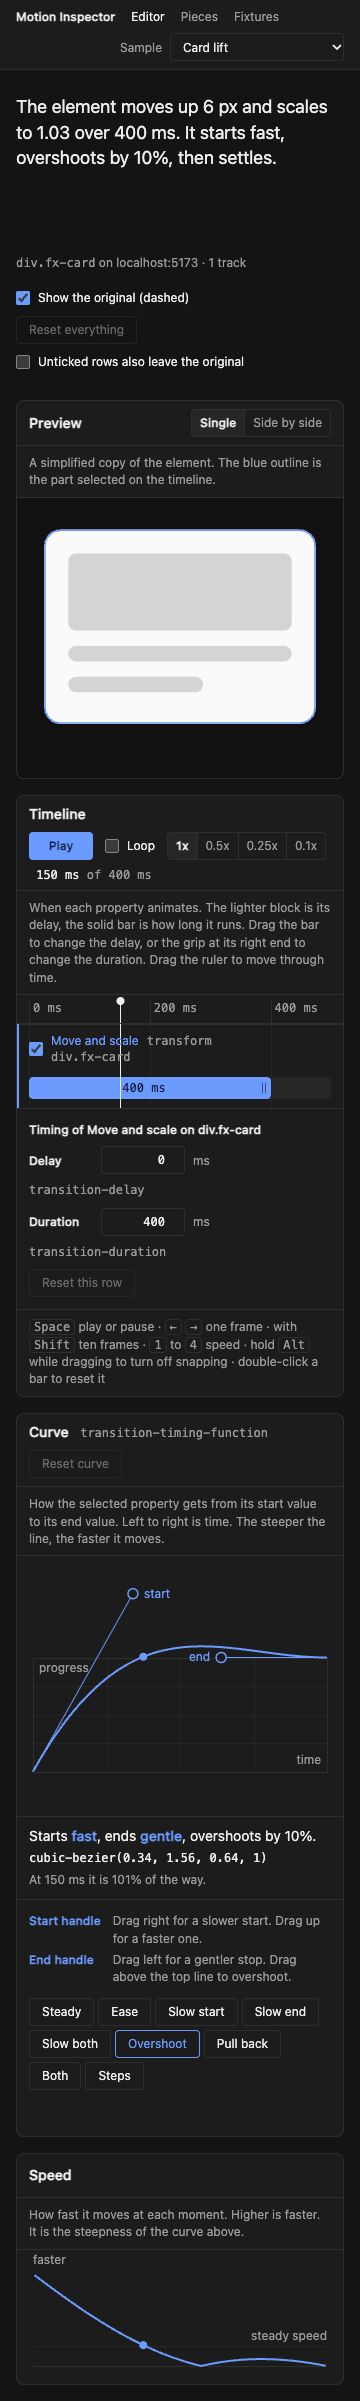 Motion Inspector Editor Pieces Fixtures
Sample Card lift
The element moves up 6 px and scales
to 1.03 over 400 ms. It starts fast,
overshoots by 10%, then settles.
div.fx-card on localhost:5173 · 1 track
Show the original (dashed)
Reset everything
Unticked rows also leave the original
Preview Single Side by side
A simplified copy of the element. The blue outline is
the part selected on the timeline.
Timeline
Play Loop 1x 0.5x 0.25x 0.1x
150 ms of 400 ms
When each property animates. The lighter block is its
delay, the solid bar is how long it runs. Drag the bar
to change the delay, or the grip at its right end to
change the duration. Drag the ruler to move through
time.
0 ms 200 ms 400 ms
Move and scale transform
div.fx-card
400 ms
Timing of Move and scale on div.fx-card
Delay 0 ms
transition-delay
Duration 400 ms
transition-duration
Reset this row
Space play or pause · ← → one frame · with
Shift ten frames · 1 to 4 speed · hold Alt
while dragging to turn off snapping · double-click a
bar to reset it
Curve transition-timing-function
Reset curve
How the selected property gets from its start value
to its end value. Left to right is time. The steeper the
line, the faster it moves.
start
end
progress
time
Starts fast, ends gentle, overshoots by 10%.
cubic-bezier(0.34, 1.56, 0.64, 1)
At 150 ms it is 101% of the way.
Start handle Drag right for a slower start. Drag up
for a faster one.
End handle Drag left for a gentler stop. Drag
above the top line to overshoot.
Steady Ease Slow start Slow end
Slow both Overshoot Pull back
Both Steps
Speed
How fast it moves at each moment. Higher is faster.
It is the steepness of the curve above.
faster
steady speed